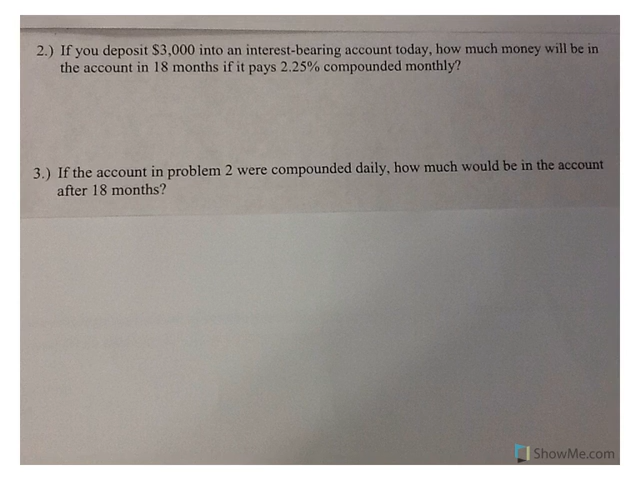 2.) If you deposit $3,000 into an interest-bearing account today, how much money will be in
the account in 18 months if it pays 2.25% compounded monthly?
3.) If the account in problem 2 were compounded daily, how much would be in the account
after 18 months?
ShowMe.com